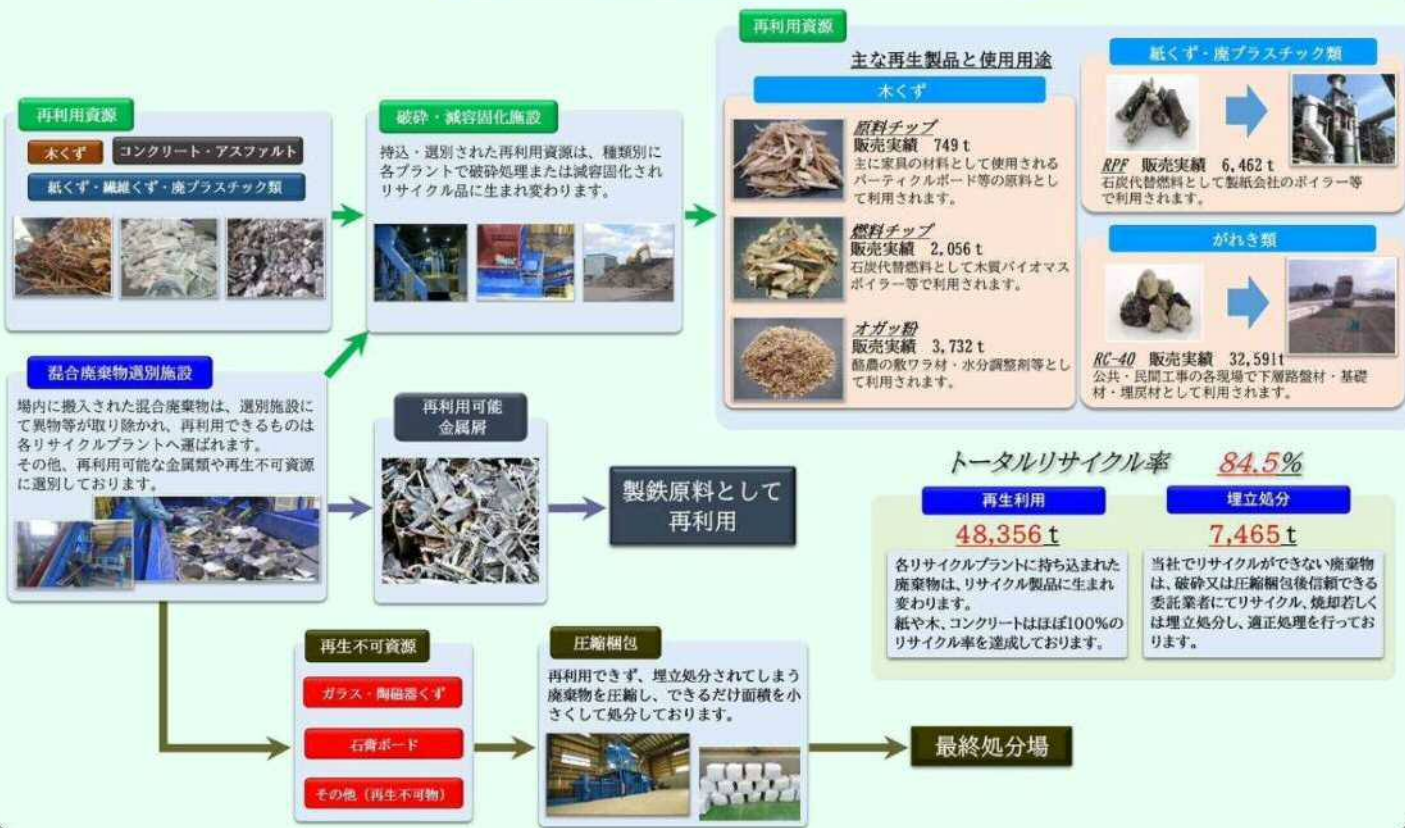 再利用資源
木くず
コンクリート・アスファルト
紙くず・繊維くず・廃プラスチック類
破砕・減容固化施設
持込・選別された再利用資源は、種類別に
各プラントで破砕処理または減容固化され
リサイクル品に生まれ変わります。
再利用資源
主な再生製品と使用用途
木くず
原料チップ
販売実績 749t
主に家具の材料として使用される
パーティクルボード等の原料とし
て利用されます。
燃料チップ
販売実績 2,056t
石炭代替燃料として木質バイオマス
ボイラー等で利用されます。
オガッ粉
販売実績 3,732t
酪農の敷ワラ材・水分調整剤等とし
て利用されます。
紙くず・廃プラスチック類
RPF 販売実績 6,462t
石炭代替燃料として製紙会社のボイラー等
で利用されます。
がれき類
RC-40 販売実績 32,591t
公共・民間工事の各現場で下層路盤材・基礎
材・埋戻材として利用されます。
混合廃棄物選別施設
場内に搬入された混合廃棄物は、選別施設に
て異物等が取り除かれ、再利用できるものは
各リサイクルプラントへ運ばれます。
その他、再利用可能な金属類や再生不可資源
に選別しております。
再利用可能
金属屑
製鉄原料として
再利用
トータルリサイクル率 84.5%
再生利用
48,356t
各リサイクルプラントに持ち込まれた
廃棄物は、リサイクル製品に生まれ
変わります。
紙や木、コンクリートはほぼ100%の
リサイクル率を達成しております。
埋立処分
7,465t
当社でリサイクルができない廃棄物
は、破砕又は圧縮梱包後信頼できる
委託業者にてリサイクル、焼却若しく
は埋立処分し、適正処理を行ってお
ります。
再生不可資源
ガラス・陶磁器くず
石膏ボード
その他（再生不可物）
圧縮梱包
再利用できず、埋立処分されてしまう
廃棄物を圧縮し、できるだけ面積を小
さくして処分しております。
最終処分場